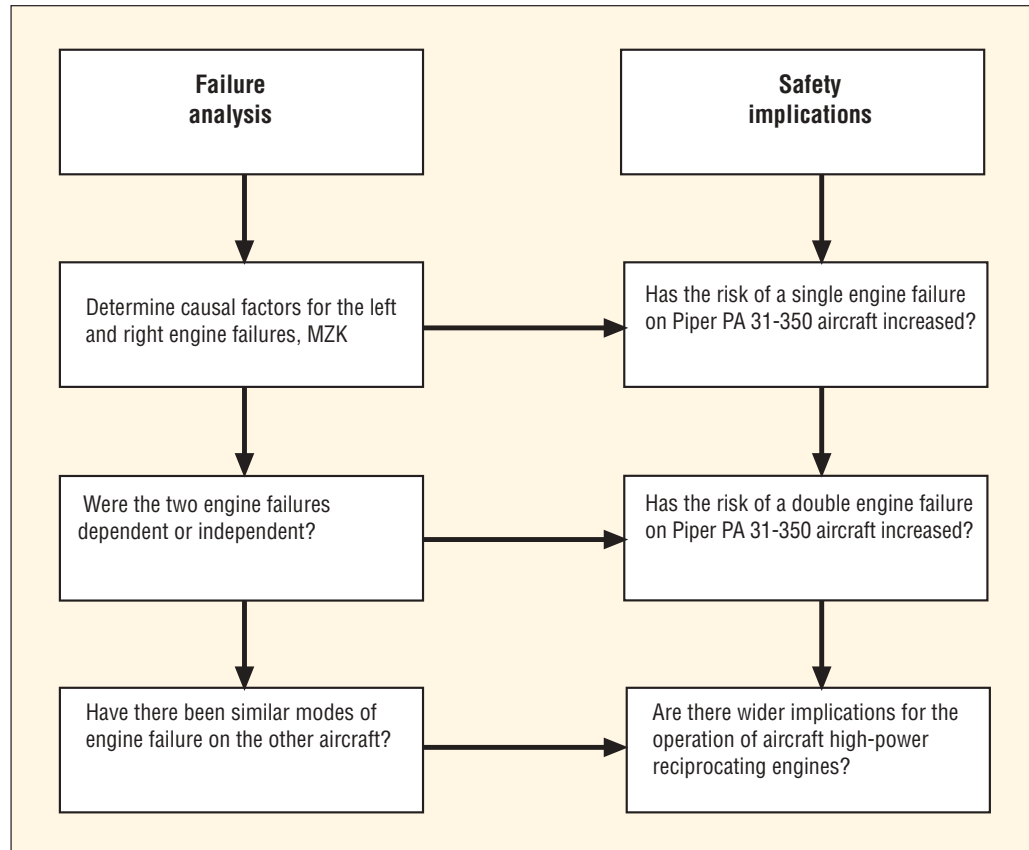 Failure
analysis
Safety
implications
Determine causal factors for the left
and right engine failures, MZK
Has the risk of a single engine failure
on Piper PA 31-350 aircraft increased?
Were the two engine failures
dependent or independent?
Has the risk of a double engine failure
on Piper PA 31-350 aircraft increased?
Have there been similar modes of
engine failure on the other aircraft?
Are there wider implications for the
operation of aircraft high-power
reciprocating engines?